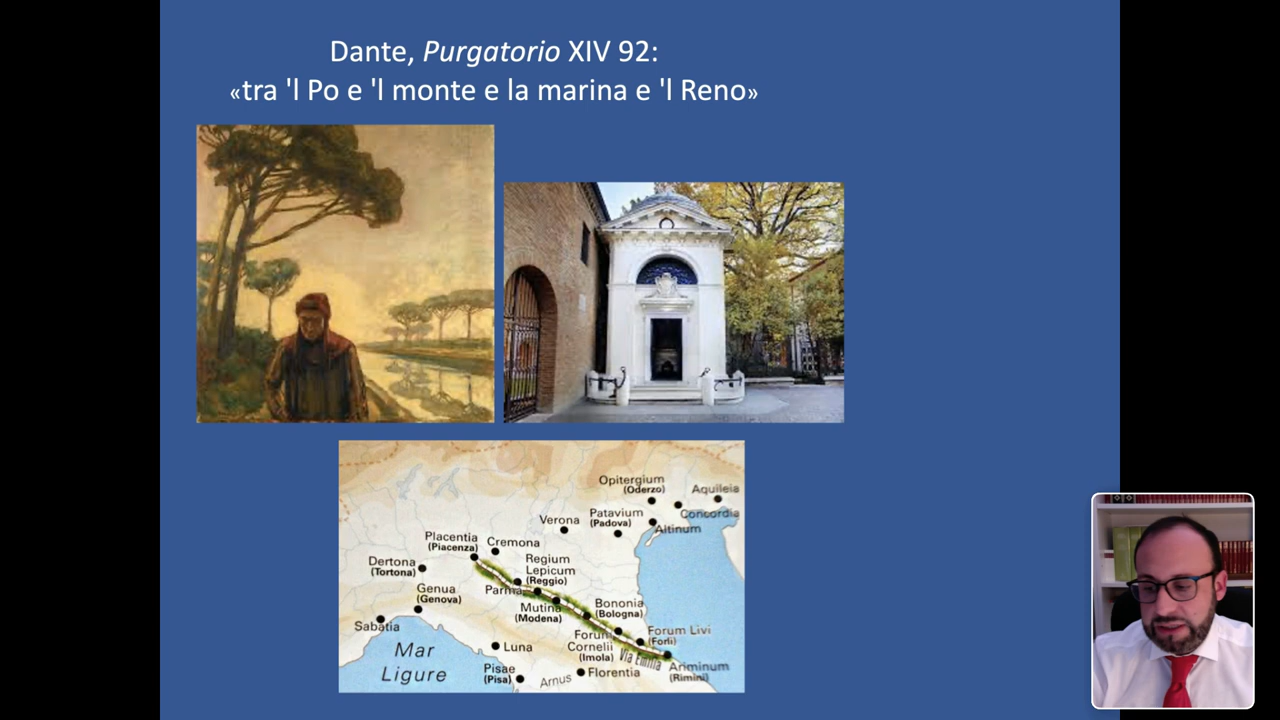 Dante, Purgatorio XIV 92:
«tra 'l Po e 'l monte e la marina e 'l Reno»
Opitergium
(Oderzo)
Aquileia
Concordia
Patavium
(Padova)
Altinum
Verona
Placentia
(Piacenza)
Cremona
Dertona
(Tortona)
Regium
Lepicum
(Reggio)
Parma
Genua
(Genova)
Mutina
(Modena)
Bononia
(Bologna)
Sabatia
Forum
Cornelii
(Imola)
Forum Livi
(Forlì)
Via Emilia
Mar
Ligure
Luna
Ariminum
(Rimini)
Pisae
(Pisa)
Arnus
Florentia